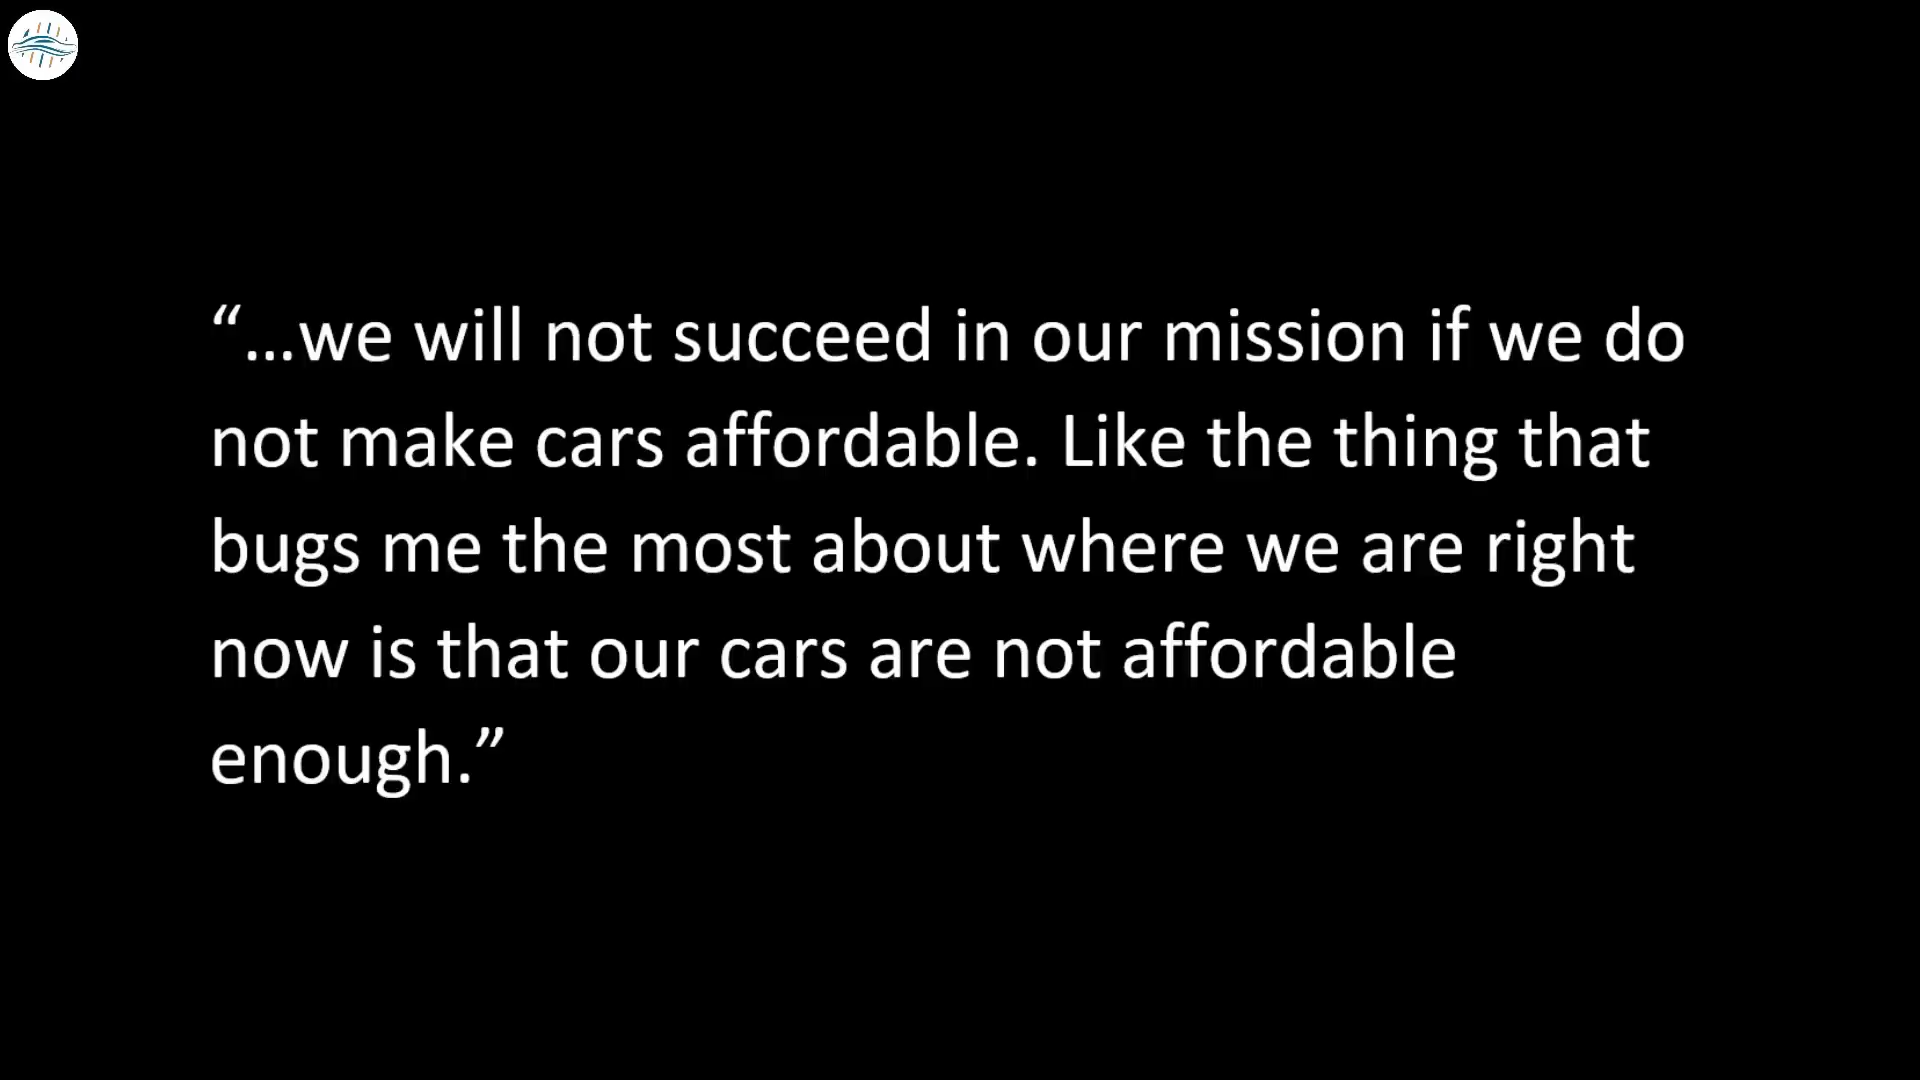 “…we will not succeed in our mission if we do
not make cars affordable. Like the thing that
bugs me the most about where we are right
now is that our cars are not affordable
enough.”